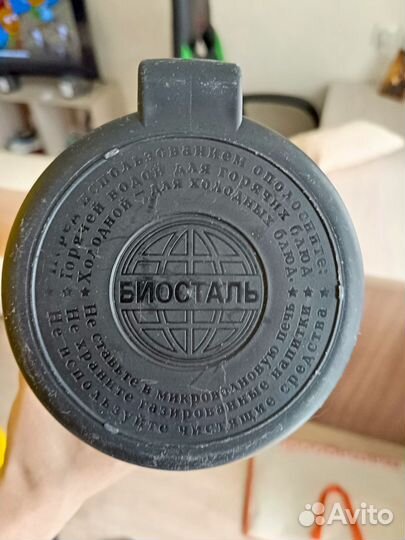 Перед использованием ополосните:
горячей водой для горячих блюд
Холодной - для холодных блюд.
БИОСТАЛЬ
Не ставьте в микроволновую печь
Не храните газированные напитки
Не используйте чистящие средства
Avito